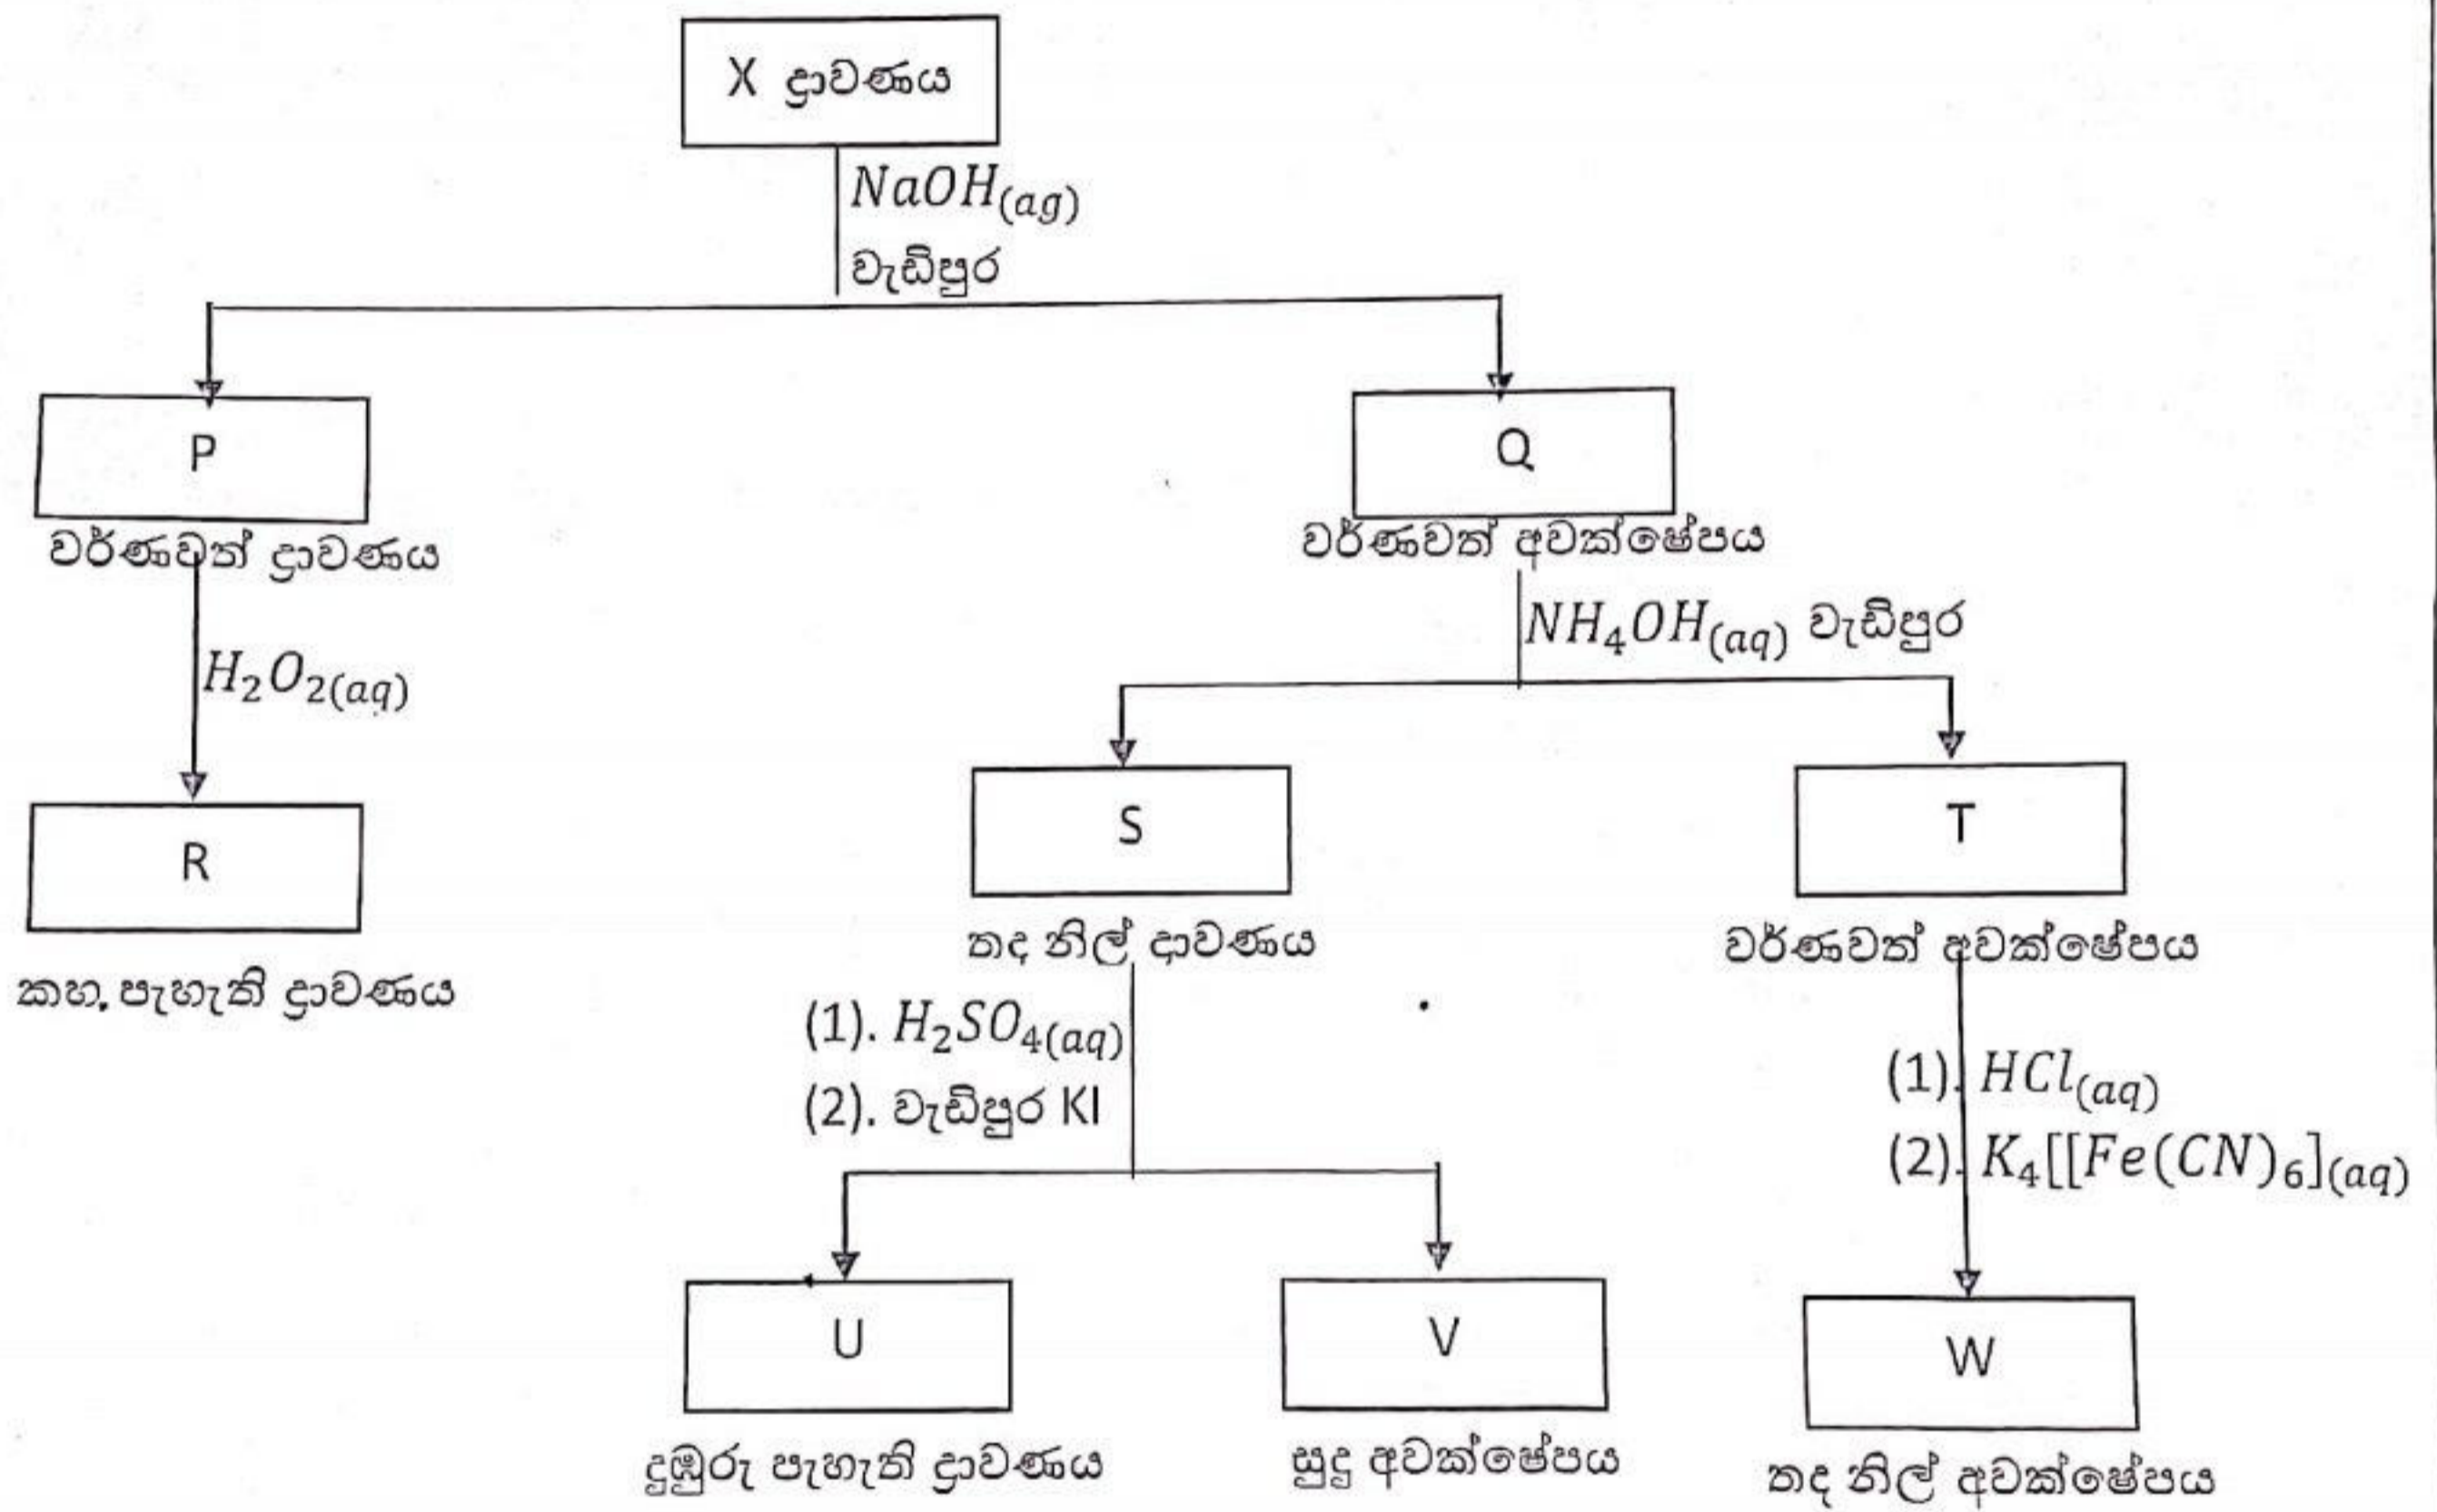 X ද්‍රාවණය
NaOH(ag)
වැඩිපුර
P
Q
වර්ණවත් ද්‍රාවණය
වර්ණවත් අවක්ෂේපය
NH4OH(aq) වැඩිපුර
H2O2(aq)
R
S
T
කහ. පැහැති ද්‍රාවණය
තද නිල් දාවණය
වර්ණවත් අවක්ෂේපය
(1). H2SO4(aq)
(2). වැඩිපුර KI
(1). HCl(aq)
(2). K4[[Fe(CN)6](aq)
U
V
W
දුඹුරු පැහැති ද්‍රාවණය
සුදු අවක්ෂේපය
තද නිල් අවක්ෂේපය